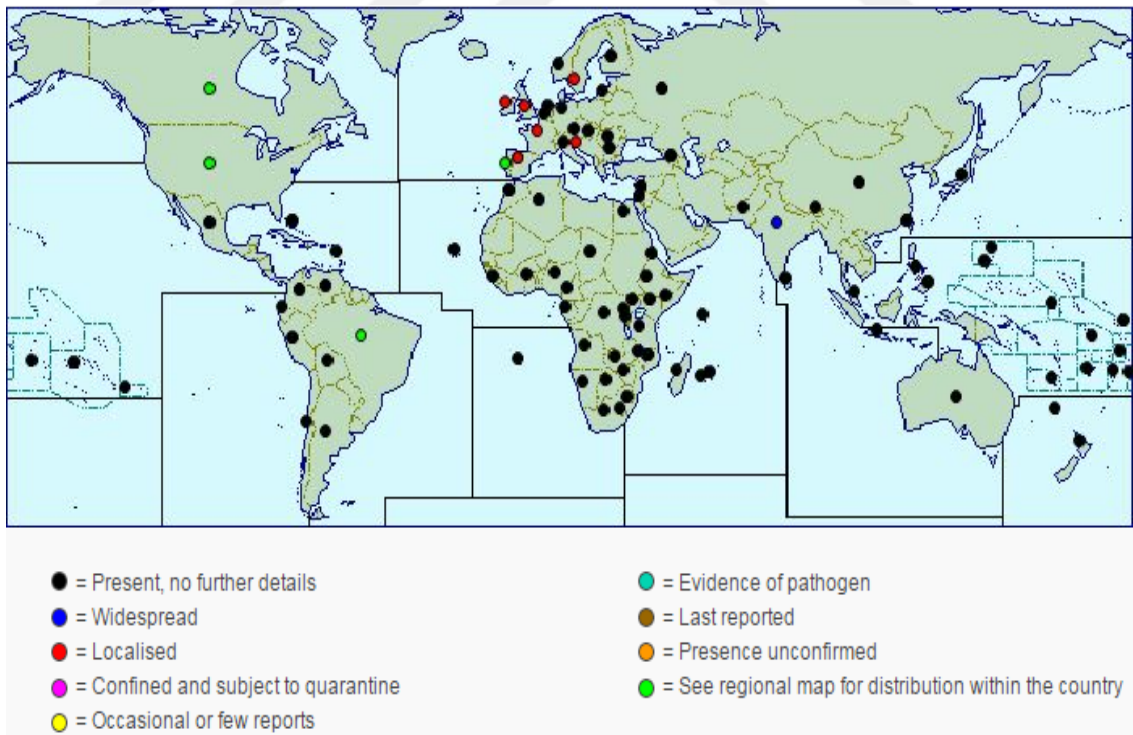 = Present, no further details
= Widespread
= Localised
= Confined and subject to quarantine
= Occasional or few reports
= Evidence of pathogen
= Last reported
= Presence unconfirmed
= See regional map for distribution within the country